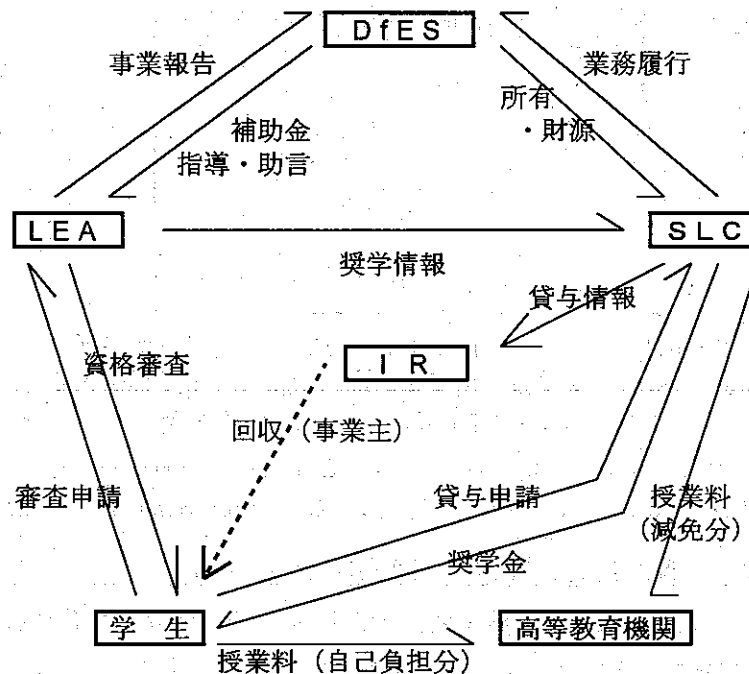 DfES
事業報告
業務履行
所有
・財源
補助金
指導・助言
LEA
SLC
奨学情報
貸与情報
IR
資格審査
回収（事業主）
審査申請
貸与申請
授業料
(減免分)
奨学金
学 生
高等教育機関
授業料（自己負担分）